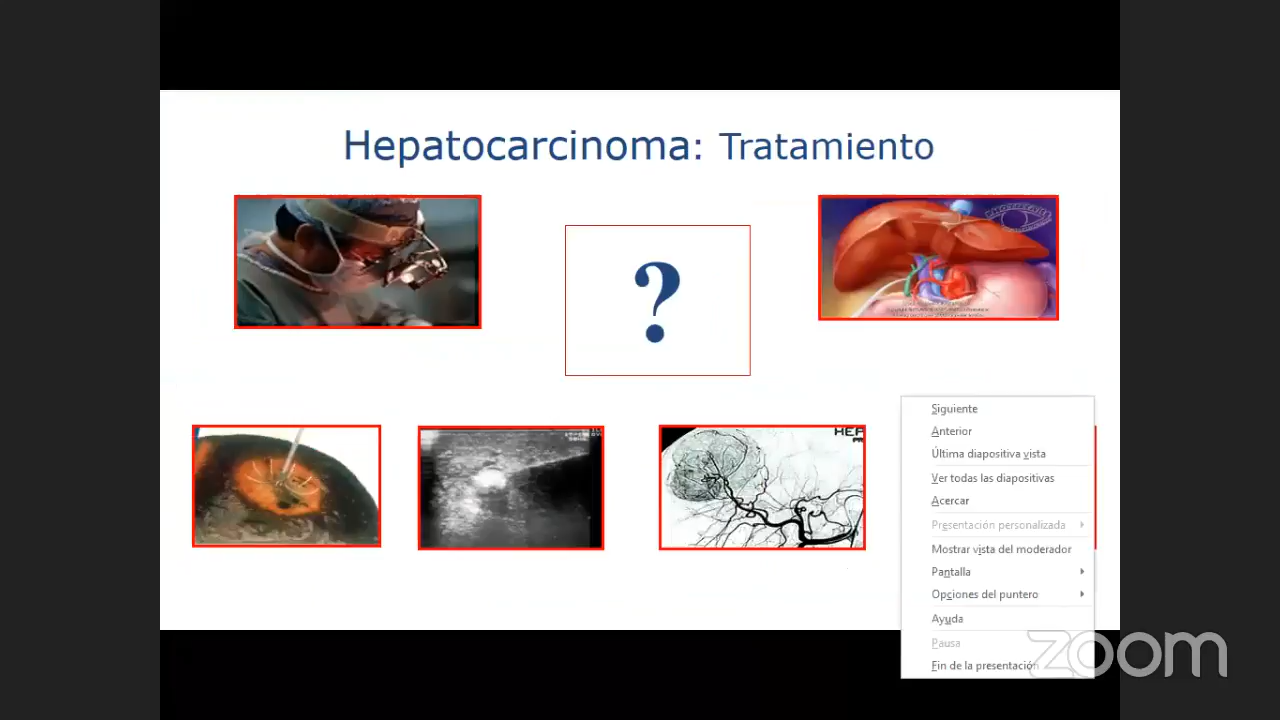 Hepatocarcinoma: Tratamiento
?
HEP
Siguiente
Anterior
Última diapositiva vista
Ver todas las diapositivas
Acercar
Presentación personalizada
Mostrar vista del moderador
Pantalla
Opciones del puntero
Ayuda
Pausa
Fin de la presentación
zoom